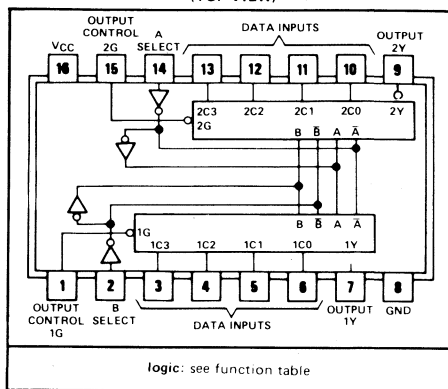 (TOP VIEW)
OUTPUT CONTROL A DATA INPUTS OUTPUT
VCC 2G SELECT 2Y
16 15 14 13 12 11 10 9
2C3 2C2 2C1 2C0 2Y
2G
B B̅ A A̅
B B̅ A A̅
1G
1C3 1C2 1C1 1C0 1Y
1 2 3 4 5 6 7 8
OUTPUT B OUTPUT GND
CONTROL SELECT DATA INPUTS 1Y
1G
logic: see function table